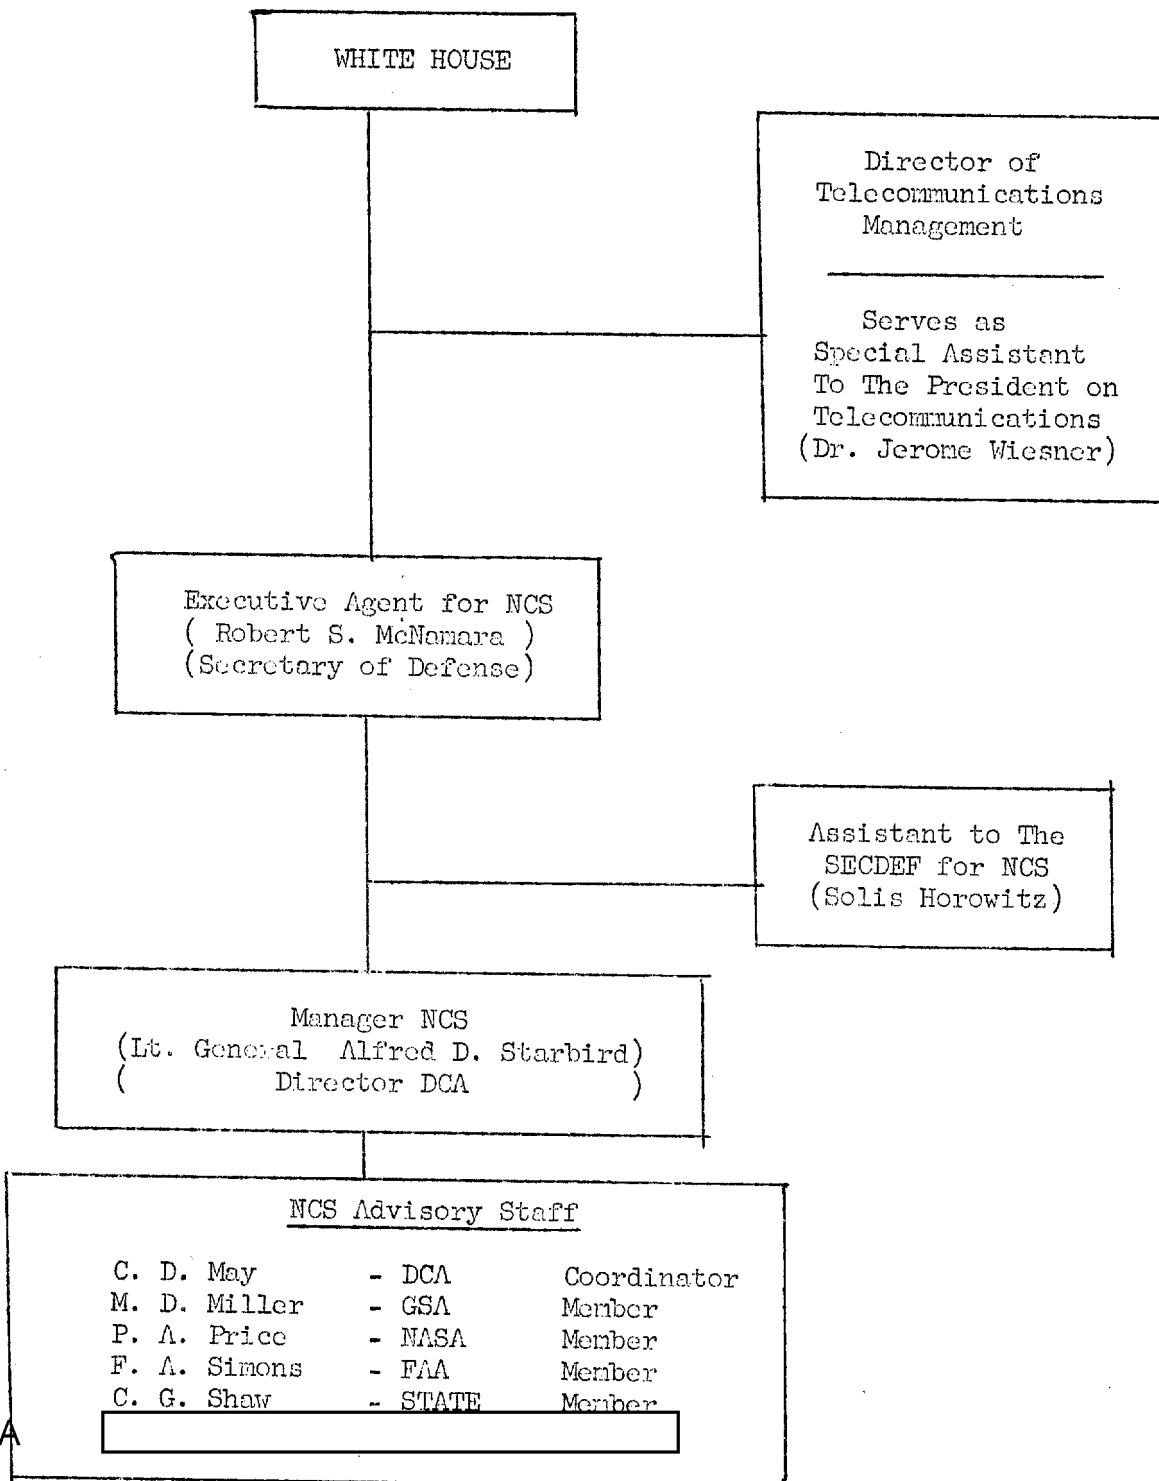 WHITE HOUSE
Director of
Telecommunications
Management
Serves as
Special Assistant
To The President on
Telecommunications
(Dr. Jerome Wiesner)
Executive Agent for NCS
( Robert S. McNamara )
(Secretary of Defense)
Assistant to The
SECDEF for NCS
(Solis Horowitz)
Manager NCS
(Lt. General Alfred D. Starbird)
( Director DCA )
NCS Advisory Staff
C. D. May - DCA Coordinator
M. D. Miller - GSA Member
P. A. Price - NASA Member
F. A. Simons - FAA Member
C. G. Shaw - STATE Member
A